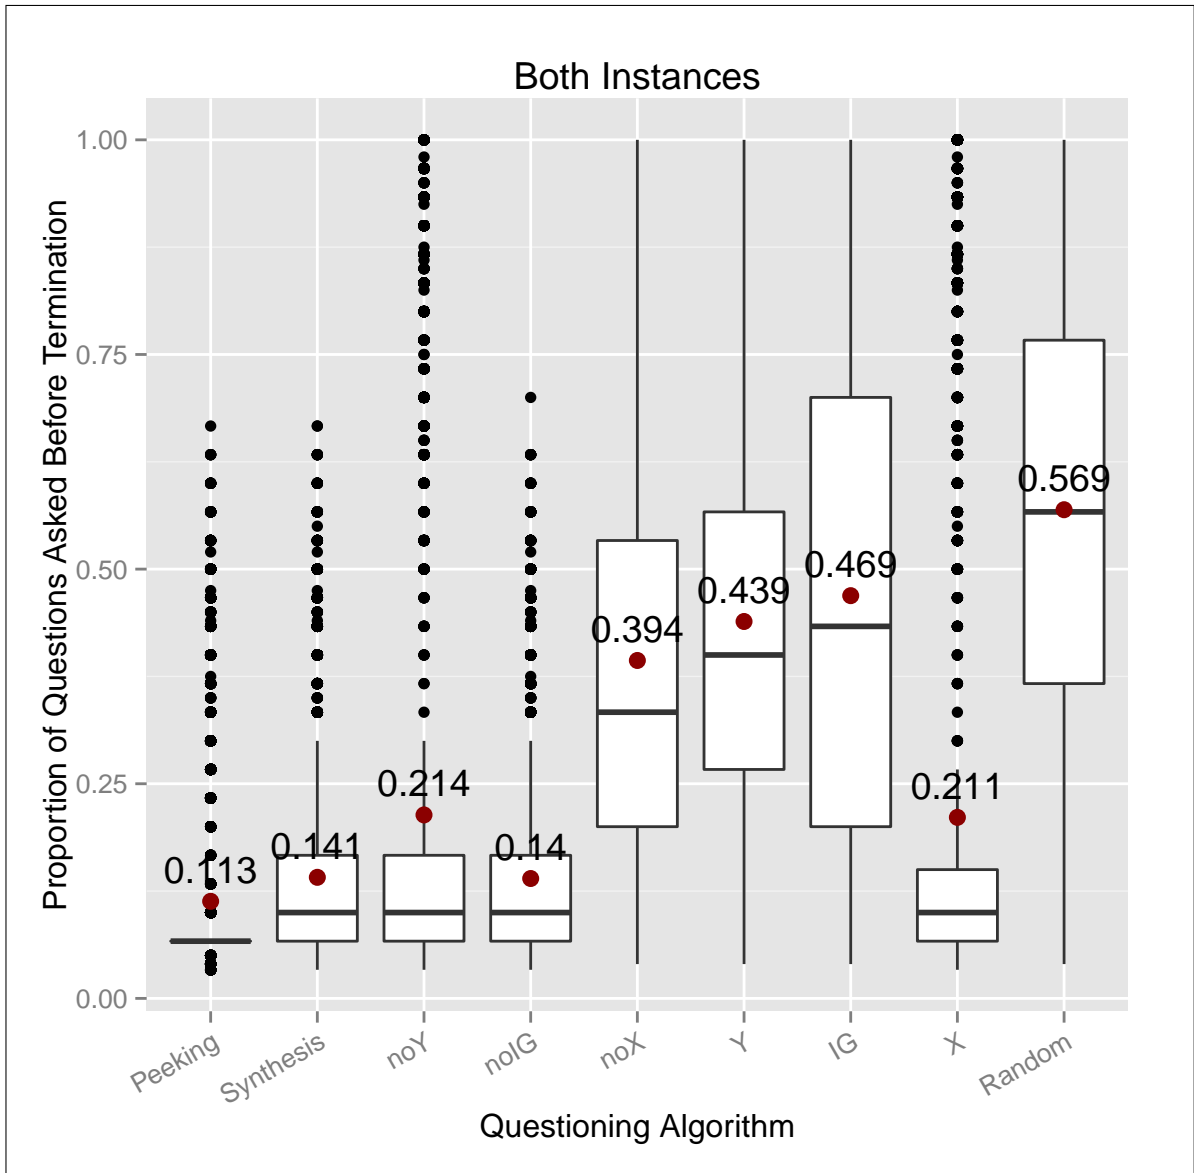 Both Instances
Proportion of Questions Asked Before Termination
1.00
0.75
0.50
0.25
0.00
0.113
0.141
0.214
0.14
0.394
0.439
0.469
0.211
0.569
Peeking
Synthesis
noY
noIG
noX
Y
IG
X
Random
Questioning Algorithm